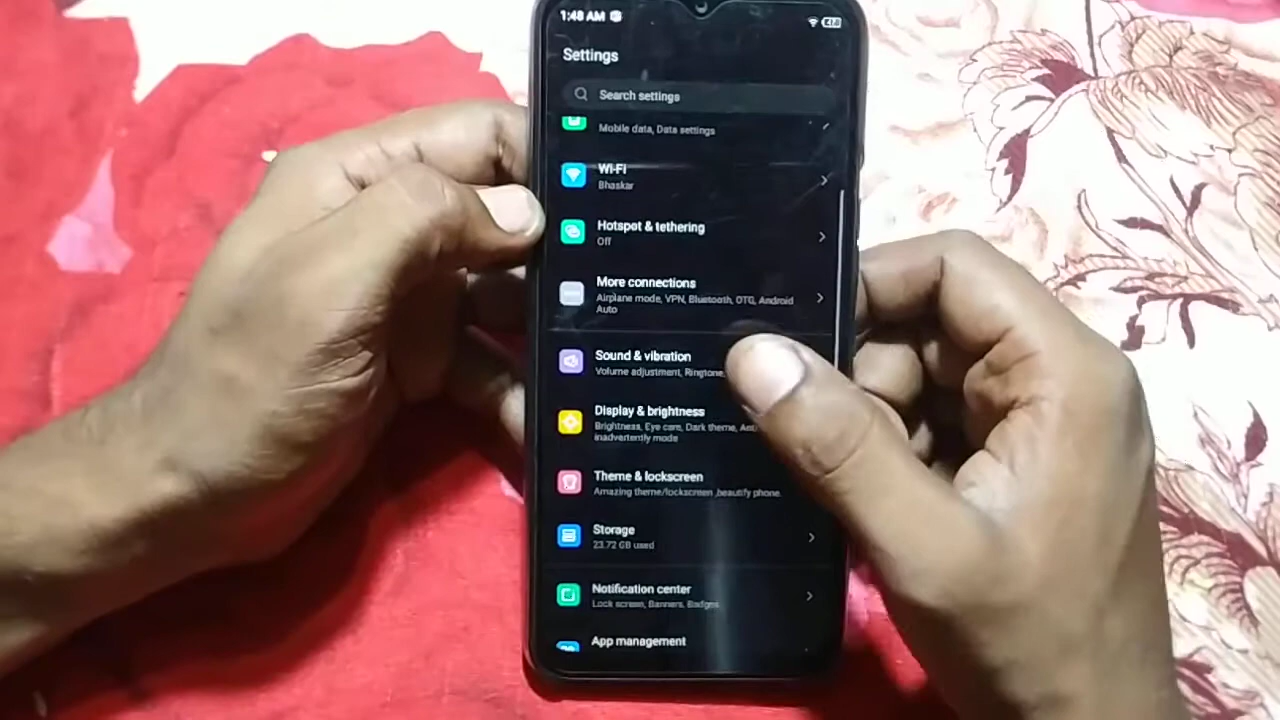 1:48 AM
Settings
Search settings
Mobile data, Data settings
Wi-Fi
Bhaskar
Hotspot & tethering
Off
More connections
Airplane mode, VPN, Bluetooth, OTG, Android
Auto
Sound & vibration
Volume adjustment, Ringtone,
Display & brightness
Brightness, Eye care, Dark theme,
inadvertently mode
Theme & lockscreen
Amazing theme/lockscreen ,beautify phone.
Storage
23.72 GB used
Notification center
Lock screen, Banners, Badges
App management